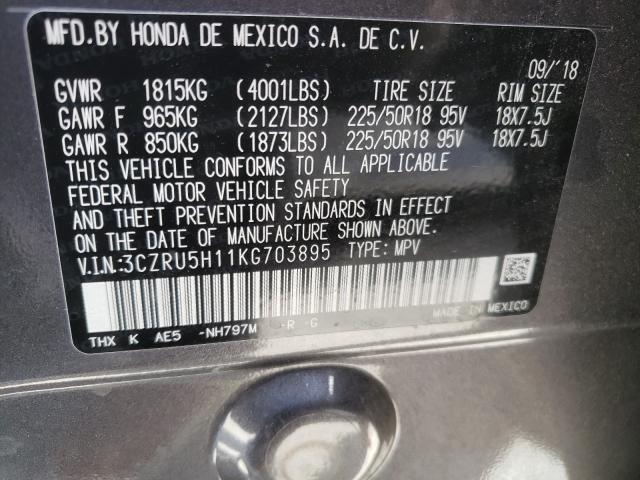 MFD.BY HONDA DE MEXICO S.A. DE C.V.
09/'18
GVWR 1815KG (4001LBS) TIRE SIZE RIM SIZE
GAWR F 965KG (2127LBS) 225/50R18 95V 18X7.5J
GAWR R 850KG (1873LBS) 225/50R18 95V 18X7.5J
THIS VEHICLE CONFORMS TO ALL APPLICABLE
FEDERAL MOTOR VEHICLE SAFETY
AND THEFT PREVENTION STANDARDS IN EFFECT
ON THE DATE OF MANUFACTURE SHOWN ABOVE.
V.I.N:3CZRU5H11KG703895 TYPE: MPV
THX K AE5 -NH797M -R -G MADE IN MEXICO